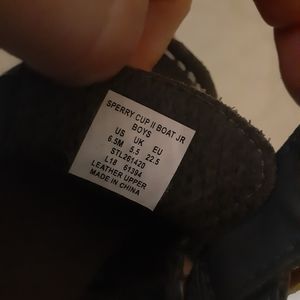 SPERRY CUP II BOAT JR
BOYS
US UK EU
6.5M 5.5 22.5
STL261420
L18 61394
LEATHER UPPER
MADE IN CHINA